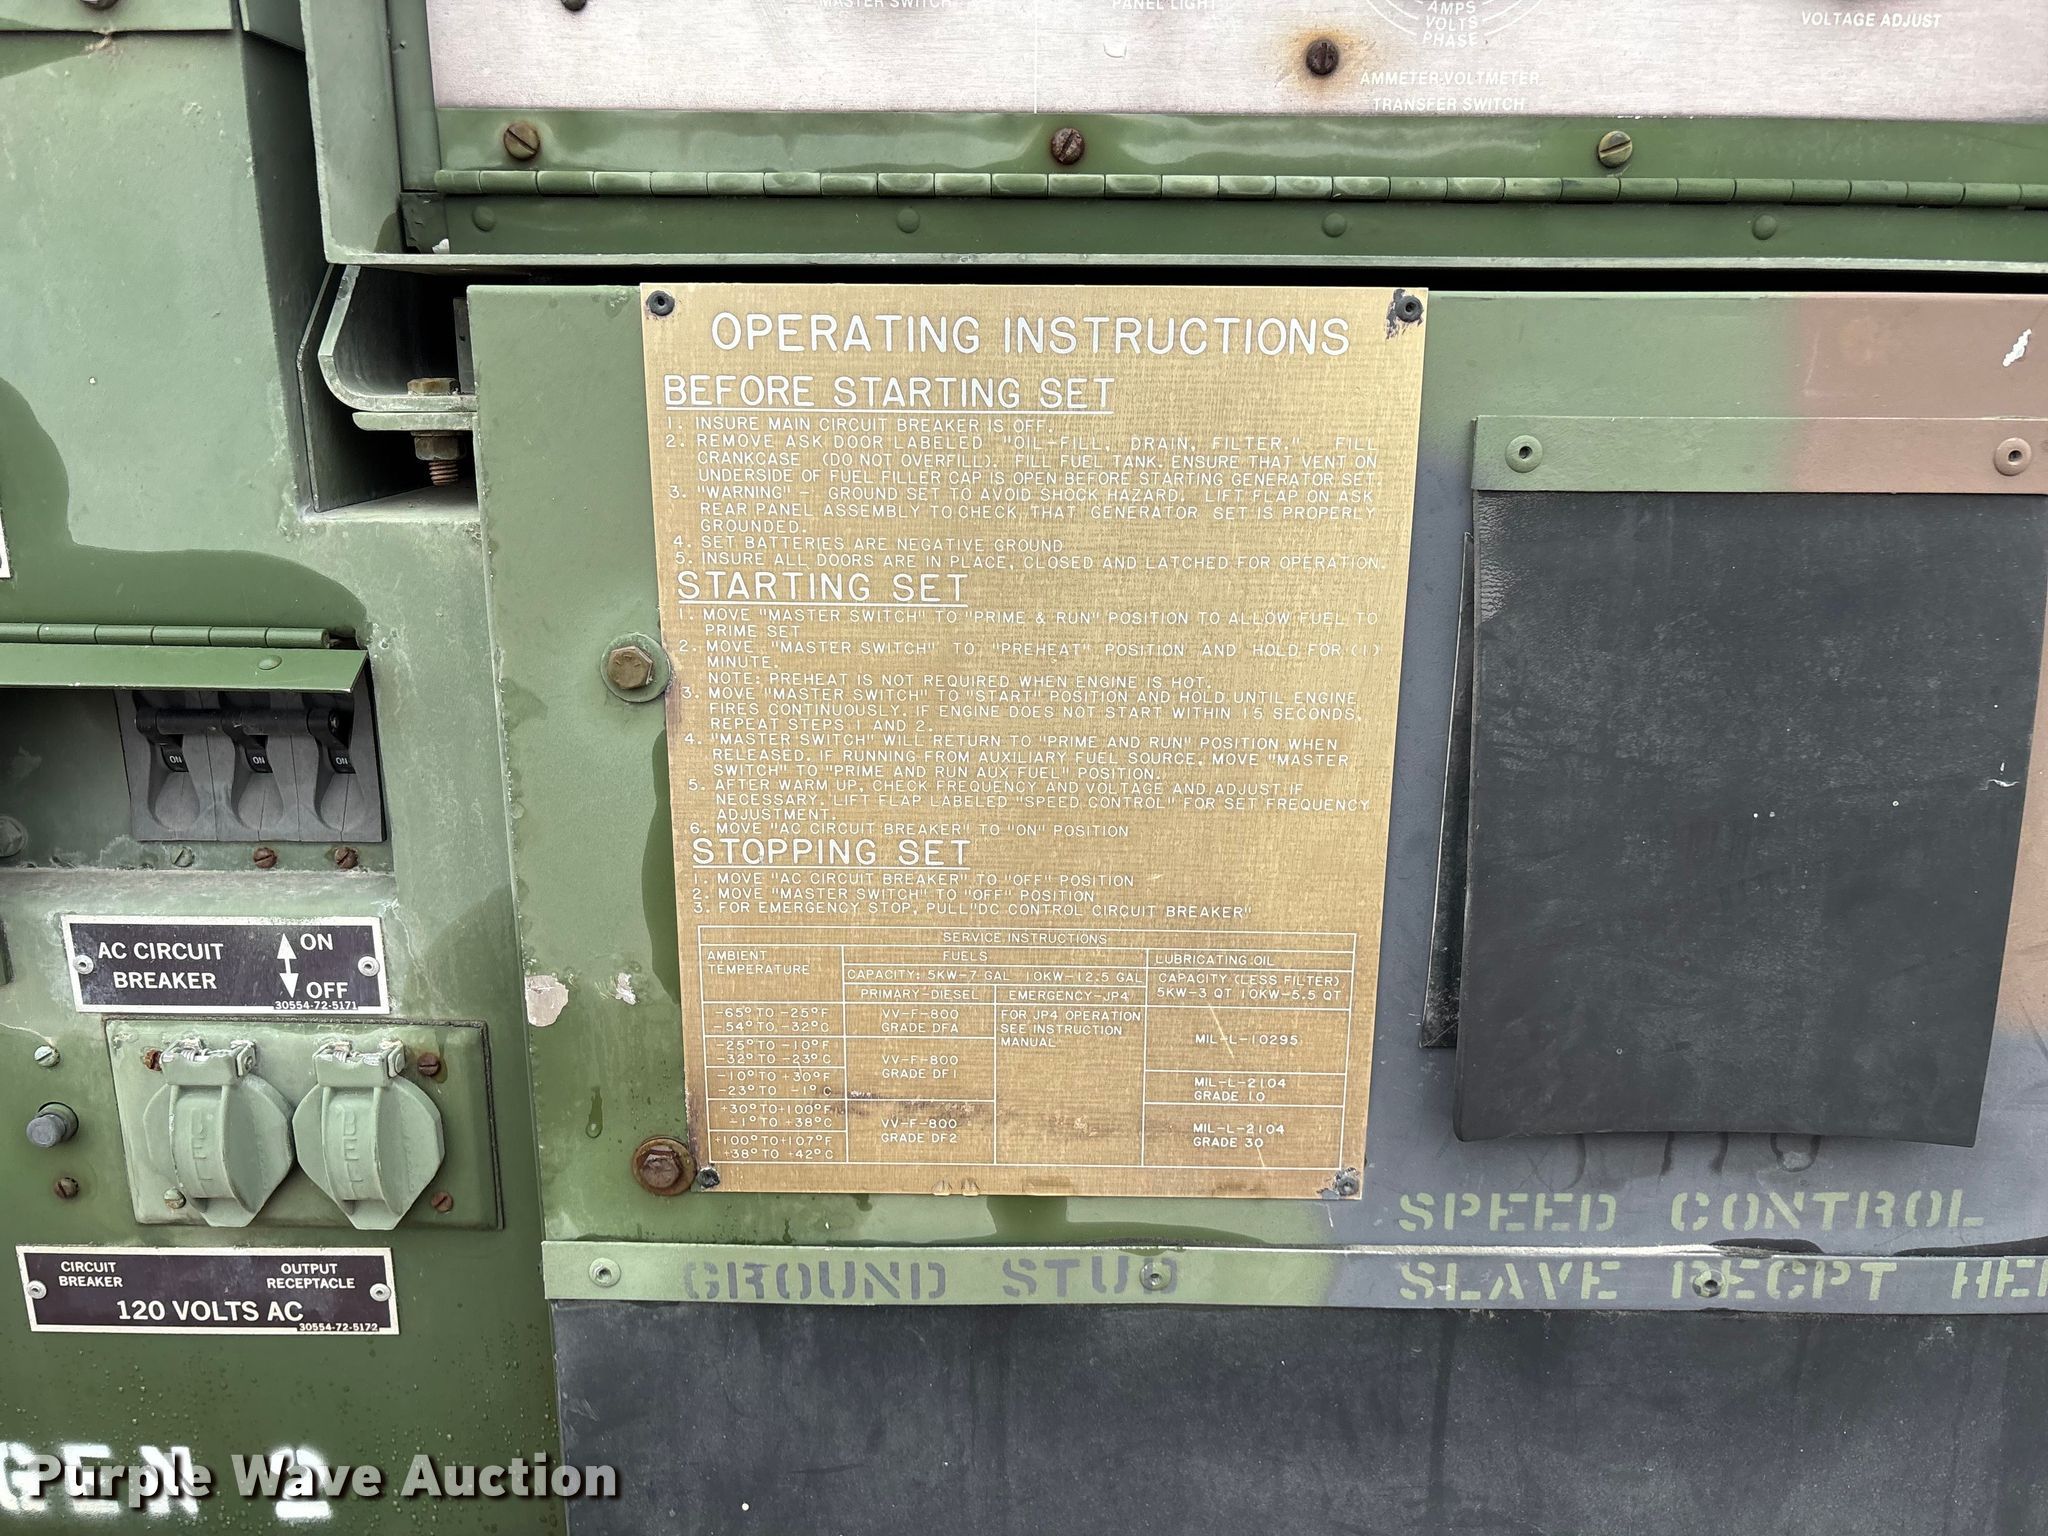 MASTER SWITCH
PANEL LIGHT
AMPS
VOLTS
PHASE
VOLTAGE ADJUST
AMMETER-VOLTMETER
TRANSFER SWITCH
OPERATING INSTRUCTIONS
BEFORE STARTING SET
1. INSURE MAIN CIRCUIT BREAKER IS OFF.
2. REMOVE ASK DOOR LABELED "OIL-FILL, DRAIN, FILTER." FILL
CRANKCASE (DO NOT OVERFILL). FILL FUEL TANK. ENSURE THAT VENT ON
UNDERSIDE OF FUEL FILLER CAP IS OPEN BEFORE STARTING GENERATOR SET.
3. "WARNING" - GROUND SET TO AVOID SHOCK HAZARD. LIFT FLAP ON ASK
REAR PANEL ASSEMBLY TO CHECK THAT GENERATOR SET IS PROPERLY
GROUNDED.
4. SET BATTERIES ARE NEGATIVE GROUND
5. INSURE ALL DOORS ARE IN PLACE, CLOSED AND LATCHED FOR OPERATION.
STARTING SET
1. MOVE "MASTER SWITCH" TO "PRIME & RUN" POSITION TO ALLOW FUEL TO
PRIME SET
2. MOVE "MASTER SWITCH" TO "PREHEAT" POSITION AND HOLD FOR (1)
MINUTE.
NOTE: PREHEAT IS NOT REQUIRED WHEN ENGINE IS HOT.
3. MOVE "MASTER SWITCH" TO "START" POSITION AND HOLD UNTIL ENGINE
FIRES CONTINUOUSLY. IF ENGINE DOES NOT START WITHIN 15 SECONDS,
REPEAT STEPS 1 AND 2.
4. "MASTER SWITCH" WILL RETURN TO "PRIME AND RUN" POSITION WHEN
RELEASED. IF RUNNING FROM AUXILIARY FUEL SOURCE, MOVE "MASTER
SWITCH" TO "PRIME AND RUN AUX FUEL" POSITION.
5. AFTER WARM UP, CHECK FREQUENCY AND VOLTAGE AND ADJUST IF
NECESSARY. LIFT FLAP LABELED "SPEED CONTROL" FOR SET FREQUENCY
ADJUSTMENT.
6. MOVE "AC CIRCUIT BREAKER" TO "ON" POSITION
STOPPING SET
1. MOVE "AC CIRCUIT BREAKER" TO "OFF" POSITION
2. MOVE "MASTER SWITCH" TO "OFF" POSITION
3. FOR EMERGENCY STOP, PULL "DC CONTROL CIRCUIT BREAKER"
SERVICE INSTRUCTIONS
AMBIENT
TEMPERATURE
FUELS
CAPACITY: 5KW-7 GAL 10KW-12.5 GAL
PRIMARY-DIESEL
EMERGENCY-JP4
LUBRICATING OIL
CAPACITY (LESS FILTER)
5KW-3 QT 10KW-5.5 QT
-65° TO -25° F
-54° TO -32° C
VV-F-800
GRADE DFA
FOR JP4 OPERATION
SEE INSTRUCTION
MANUAL
MIL-L-10295
-25° TO -10° F
-32° TO -23° C
VV-F-800
GRADE DF1
-10° TO +30° F
-23° TO -1° C
MIL-L-2104
GRADE 10
+30° TO +100° F
-1° TO +38° C
VV-F-800
GRADE DF2
MIL-L-2104
GRADE 30
+100° TO +107° F
+38° TO +42° C
ON
ON
ON
AC CIRCUIT
BREAKER
ON
OFF
30554-72-5171
BELL
BELL
CIRCUIT
BREAKER
OUTPUT
RECEPTACLE
120 VOLTS AC
30554-72-5172
SPEED CONTROL
GROUND STUD
SLAVE RECPT
GEN 2
Purple Wave Auction